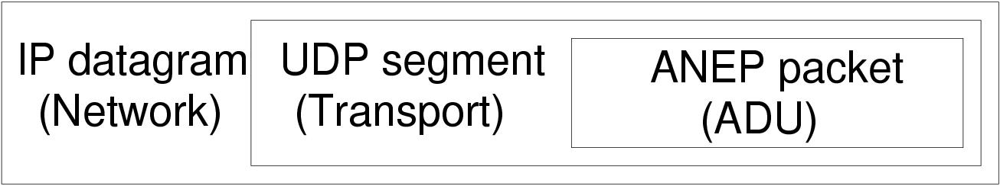 IP datagram
(Network)
UDP segment
(Transport)
ANEP packet
(ADU)